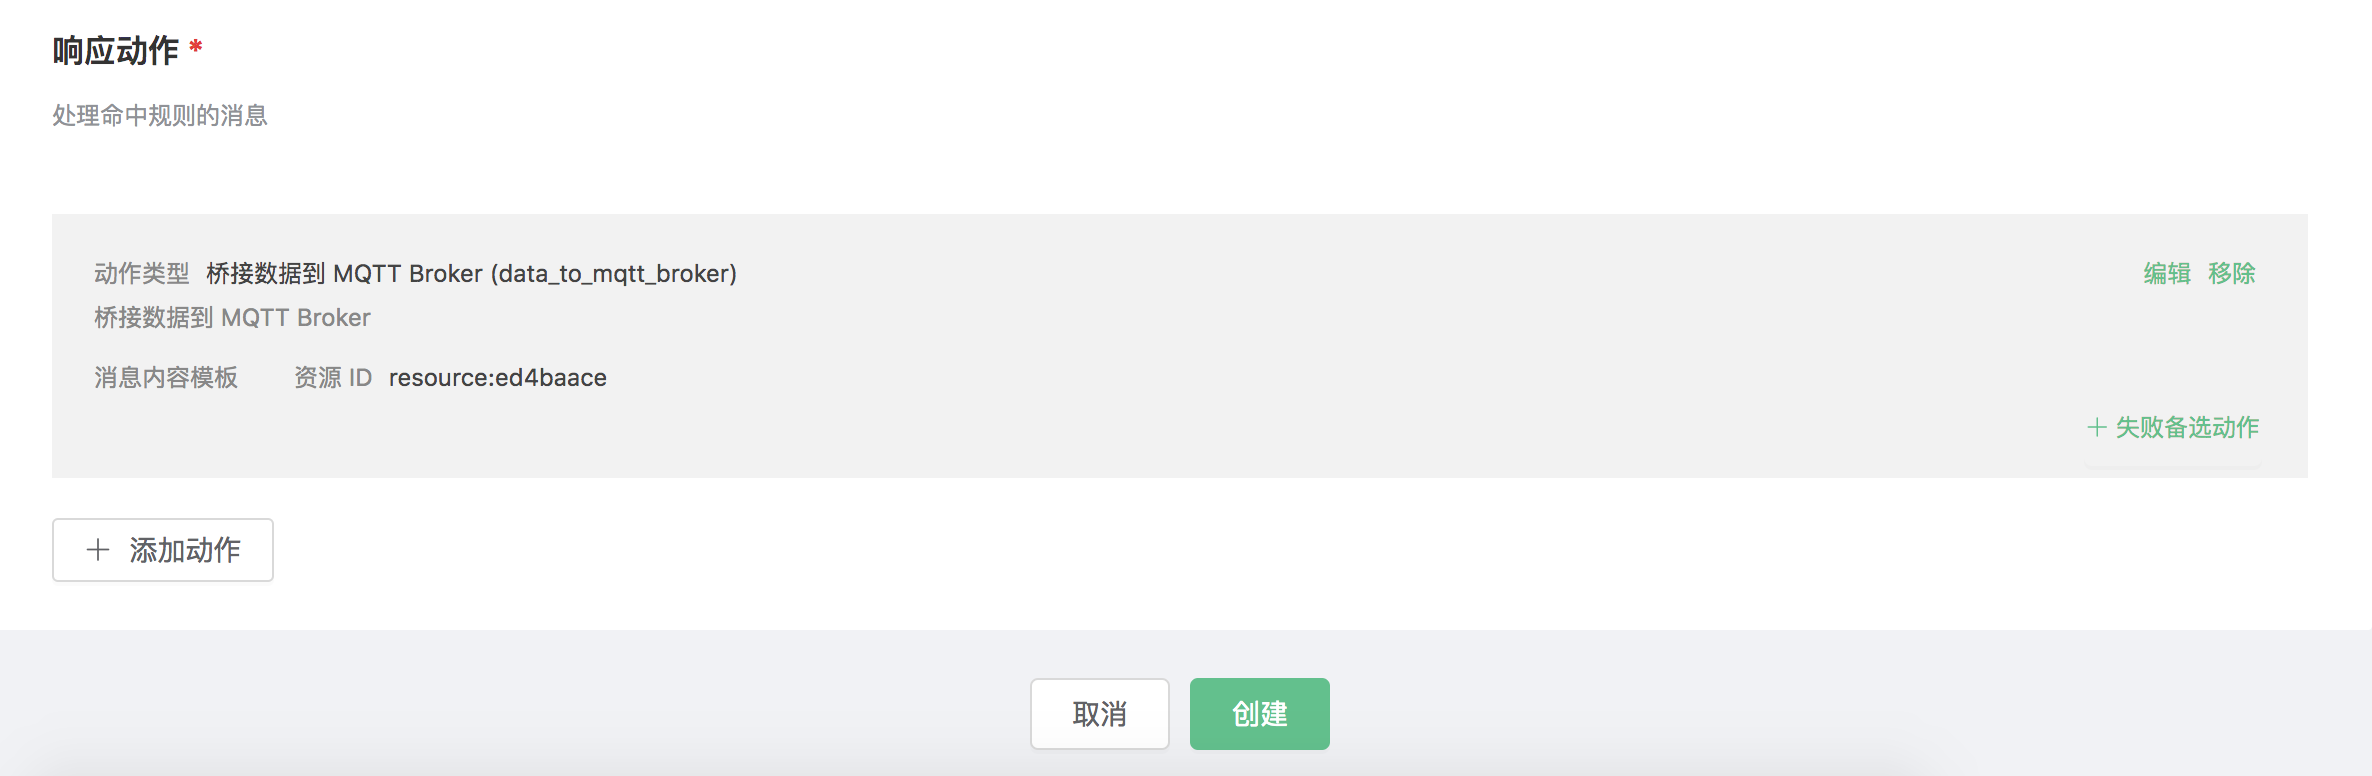 响应动作 *
处理命中规则的消息
动作类型 桥接数据到 MQTT Broker (data_to_mqtt_broker) 编辑 移除
桥接数据到 MQTT Broker
消息内容模板 资源 ID resource:ed4baace
+ 失败备选动作
+ 添加动作
取消 创建